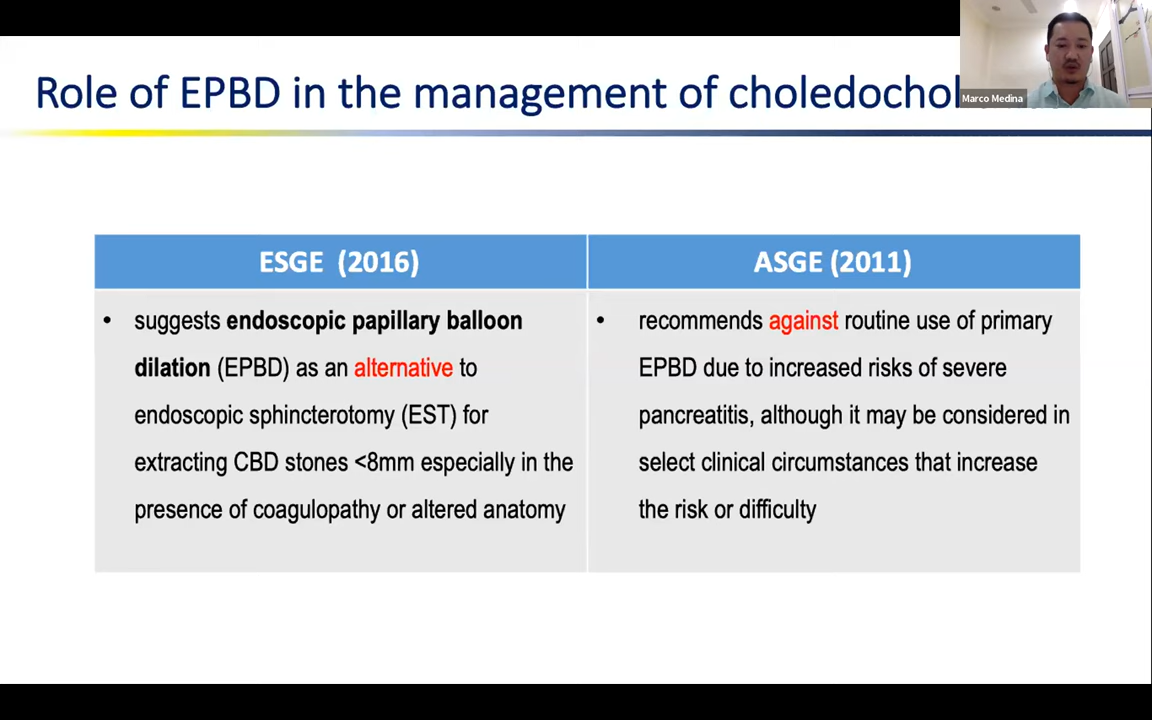 Role of EPBD in the management of
Marco Medina
ESGE (2016)
suggests endoscopic papillary balloon
dilation (EPBD) as an alternative to
endoscopic sphincterotomy (EST) for
extracting CBD stones <8mm especially in the
presence of coagulopathy or altered anatomy
ASGE (2011)
recommends against routine use of primary
EPBD due to increased risks of severe
pancreatitis, although it may be considered in
select clinical circumstances that increase
the risk or difficulty